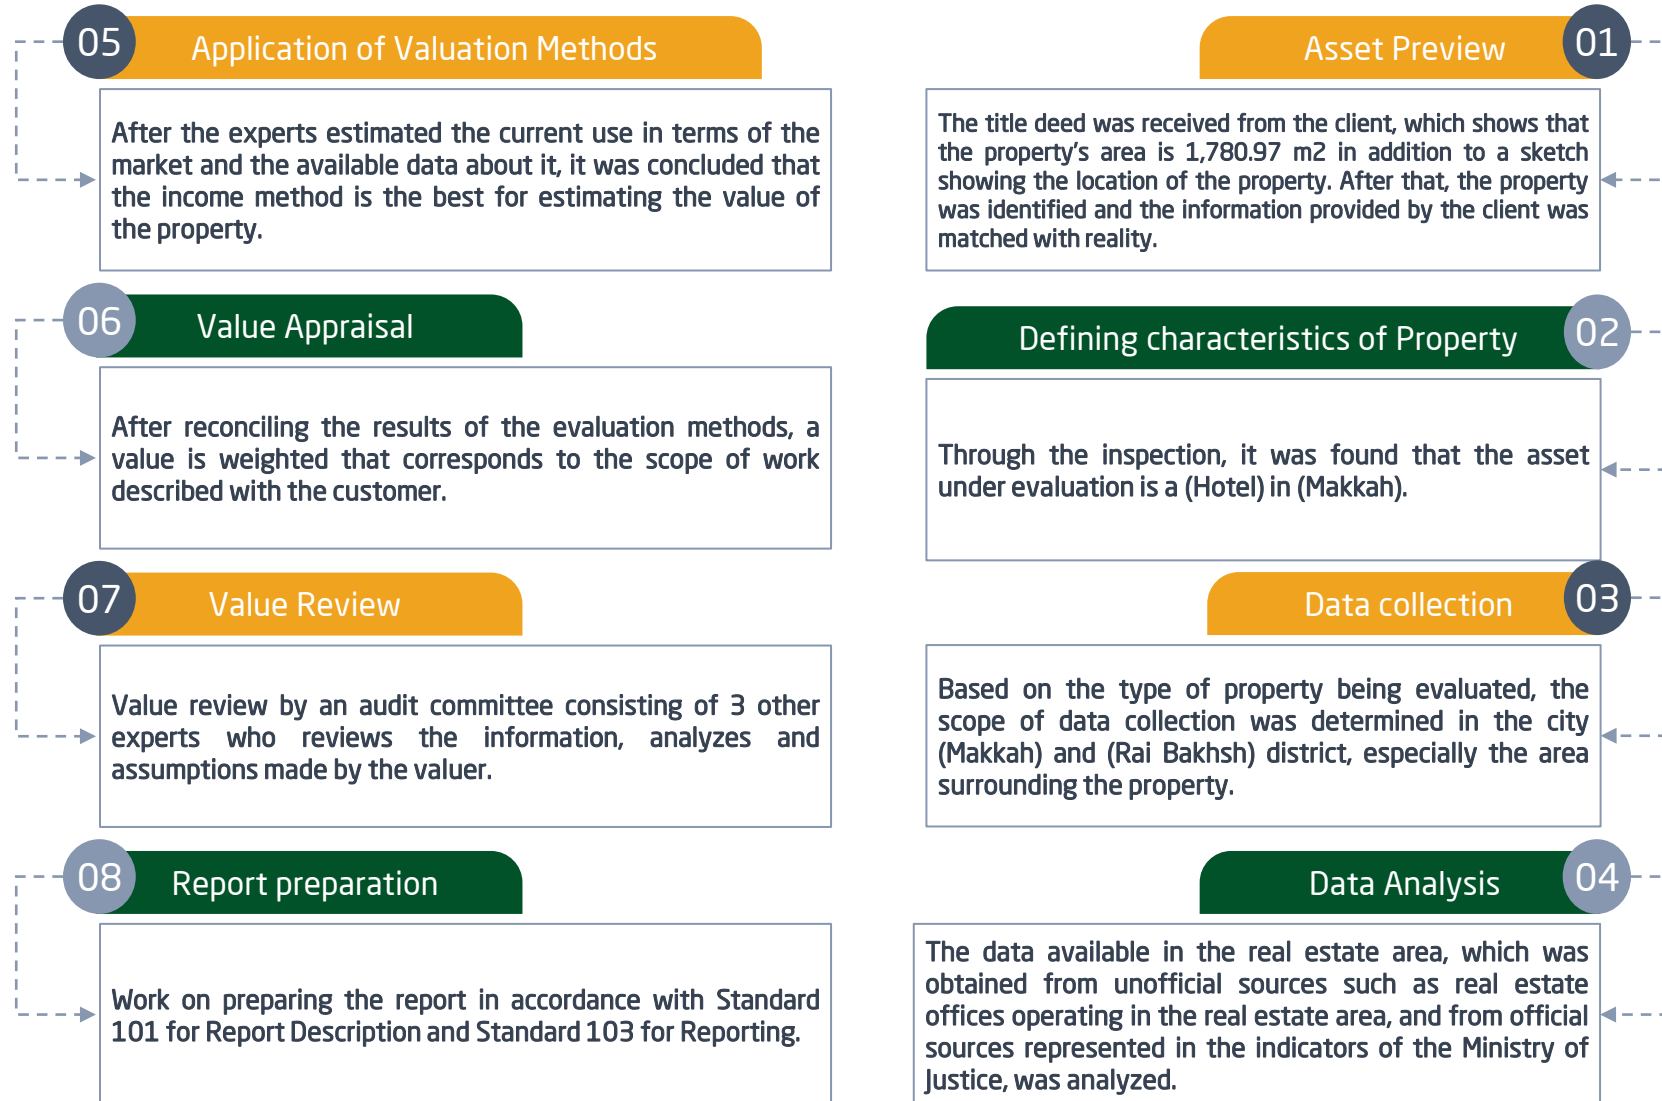 01
Asset Preview
The title deed was received from the client, which shows that
the property's area is 1,780.97 m2 in addition to a sketch
showing the location of the property. After that, the property
was identified and the information provided by the client was
matched with reality.
02
Defining characteristics of Property
Through the inspection, it was found that the asset
under evaluation is a (Hotel) in (Makkah).
03
Data collection
Based on the type of property being evaluated, the
scope of data collection was determined in the city
(Makkah) and (Rai Bakhsh) district, especially the area
surrounding the property.
04
Data Analysis
The data available in the real estate area, which was
obtained from unofficial sources such as real estate
offices operating in the real estate area, and from official
sources represented in the indicators of the Ministry of
Justice, was analyzed.
05
Application of Valuation Methods
After the experts estimated the current use in terms of the
market and the available data about it, it was concluded that
the income method is the best for estimating the value of
the property.
06
Value Appraisal
After reconciling the results of the evaluation methods, a
value is weighted that corresponds to the scope of work
described with the customer.
07
Value Review
Value review by an audit committee consisting of 3 other
experts who reviews the information, analyzes and
assumptions made by the valuer.
08
Report preparation
Work on preparing the report in accordance with Standard
101 for Report Description and Standard 103 for Reporting.